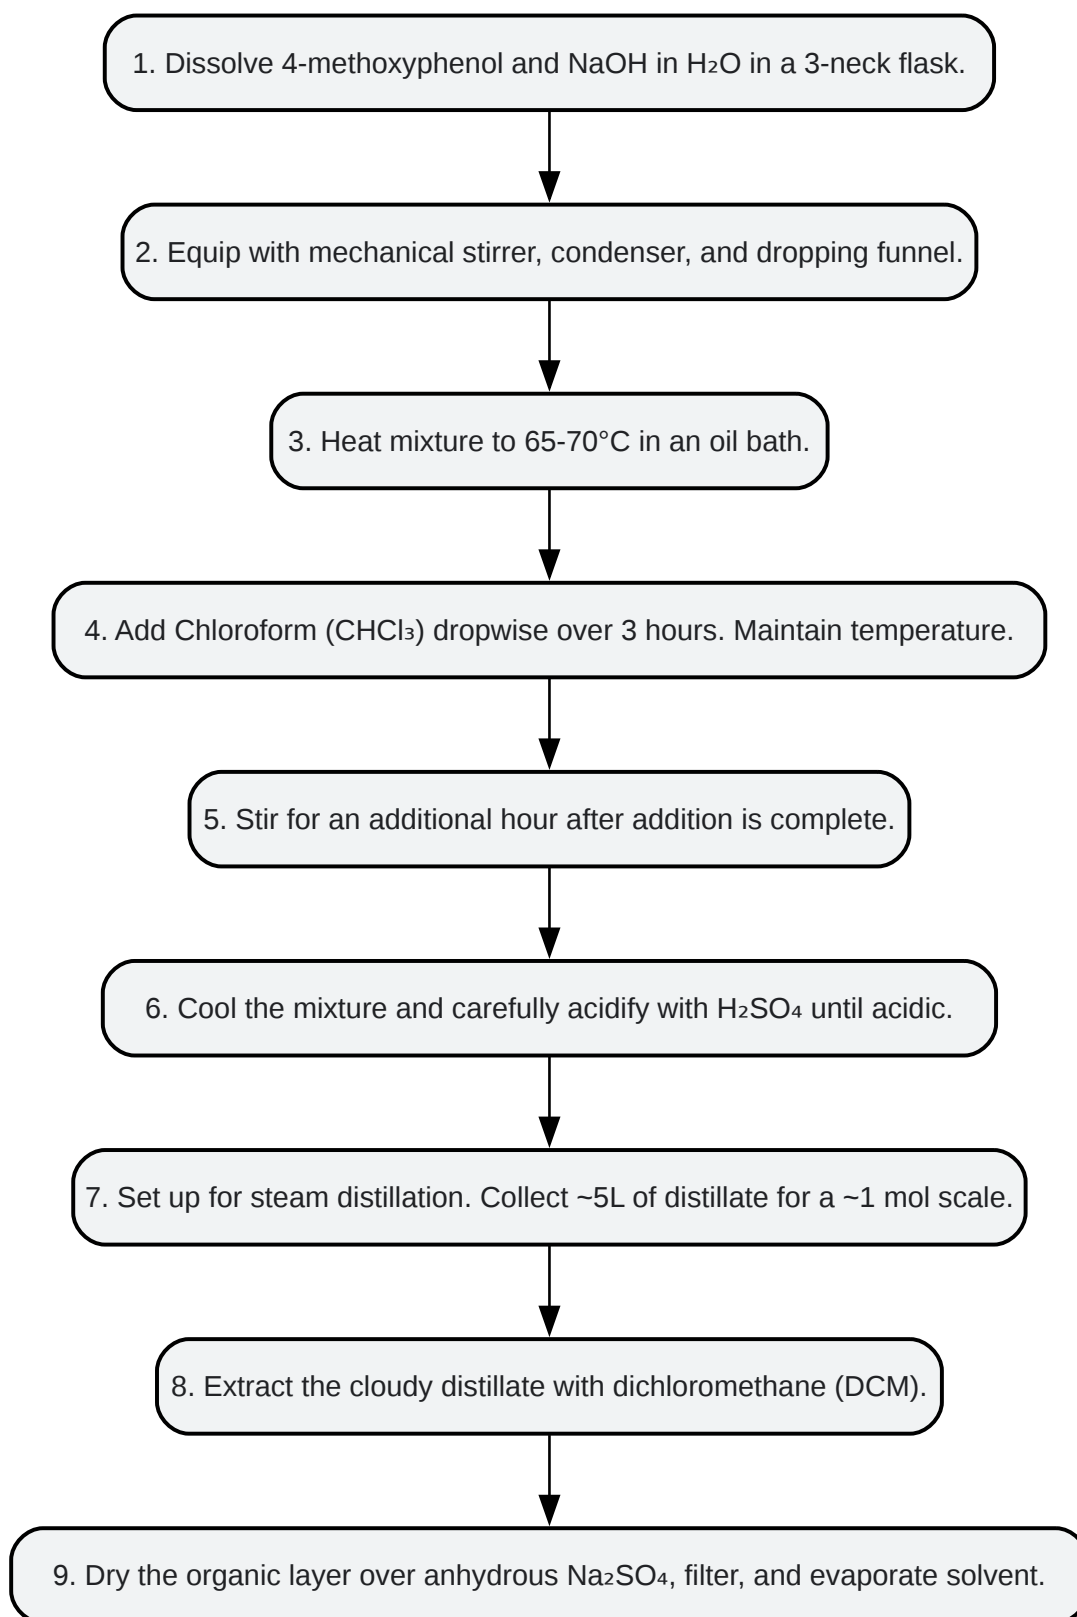 1. Dissolve 4-methoxyphenol and NaOH in H₂O in a 3-neck flask.
2. Equip with mechanical stirrer, condenser, and dropping funnel.
3. Heat mixture to 65-70°C in an oil bath.
4. Add Chloroform (CHCl₃) dropwise over 3 hours. Maintain temperature.
5. Stir for an additional hour after addition is complete.
6. Cool the mixture and carefully acidify with H₂SO₄ until acidic.
7. Set up for steam distillation. Collect ~5L of distillate for a ~1 mol scale.
8. Extract the cloudy distillate with dichloromethane (DCM).
9. Dry the organic layer over anhydrous Na₂SO₄, filter, and evaporate solvent.